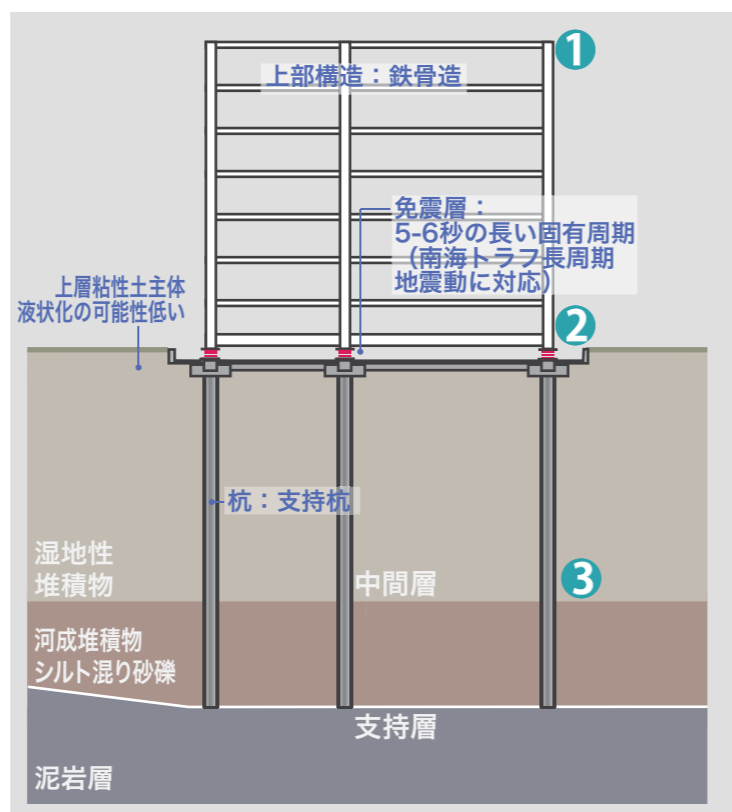 1
上部構造：鉄骨造
免震層：
5-6秒の長い固有周期
（南海トラフ長周期
地震動に対応）
上層粘性土主体
液状化の可能性低い
2
杭：支持杭
湿地性
堆積物
中間層
3
河成堆積物
シルト混り砂礫
支持層
泥岩層